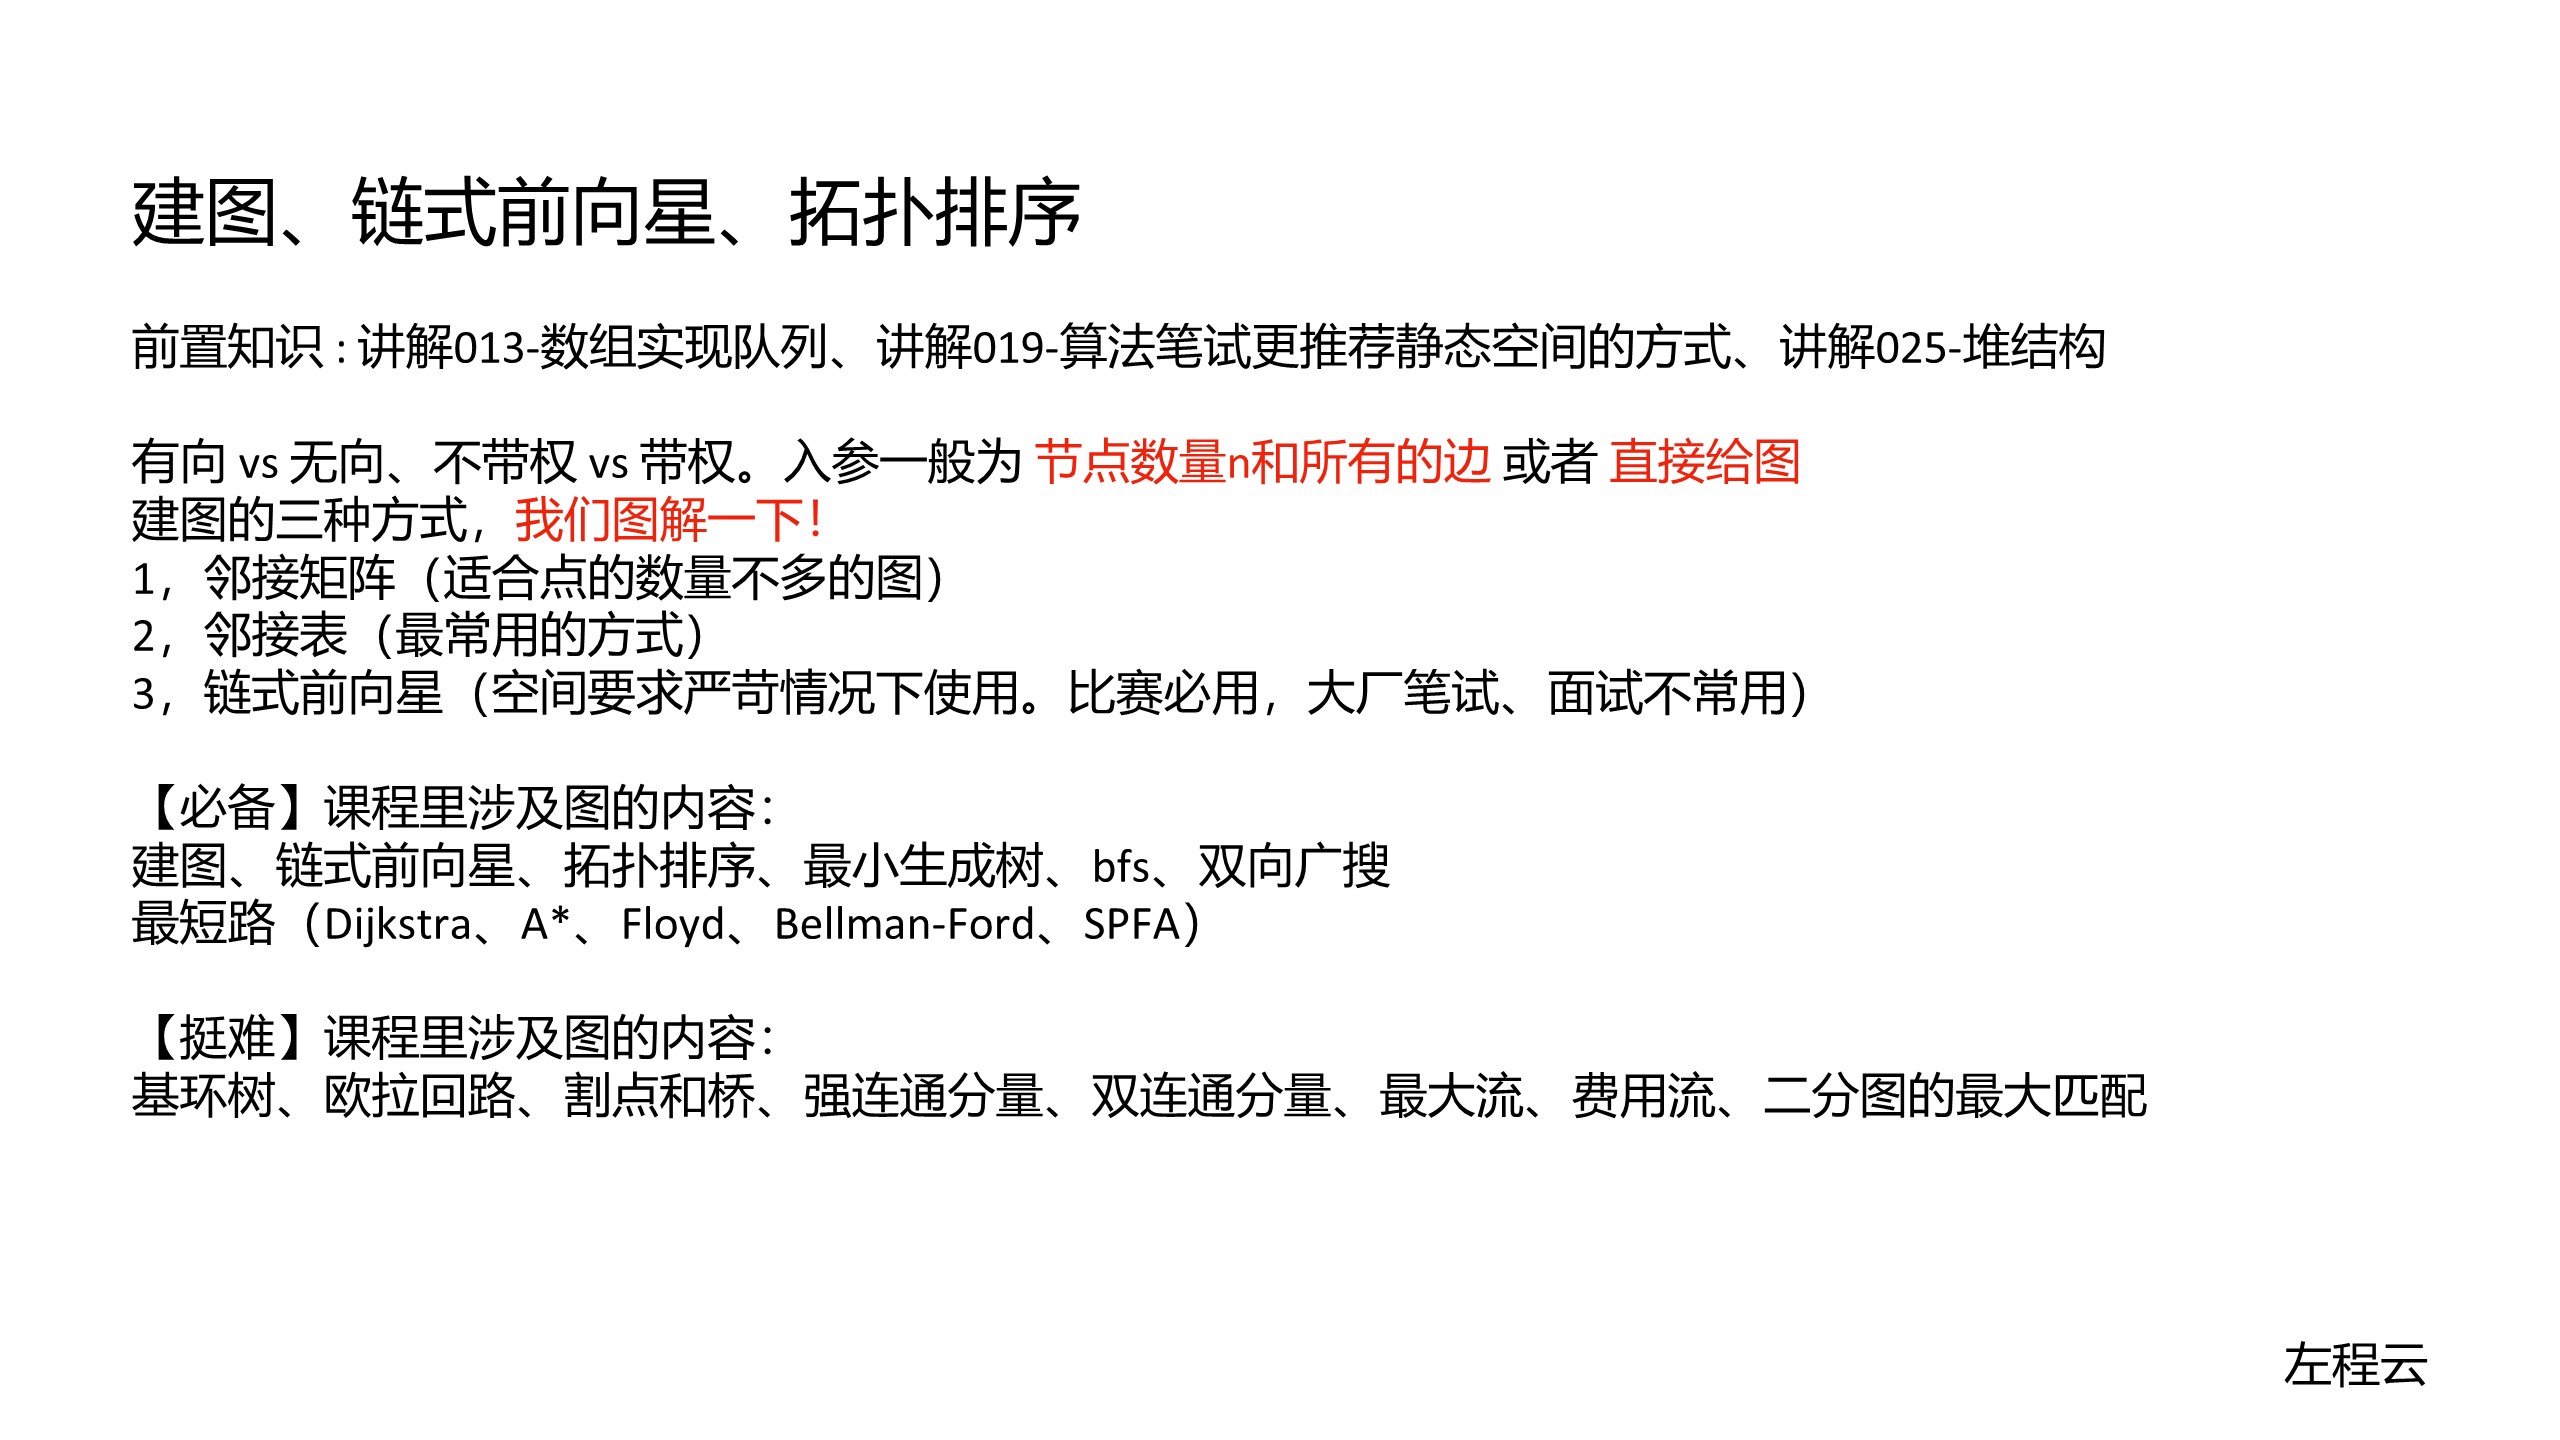 建图、链式前向星、拓扑排序
前置知识 : 讲解013-数组实现队列、讲解019-算法笔试更推荐静态空间的方式、讲解025-堆结构
有向 vs 无向、不带权 vs 带权。入参一般为 节点数量n和所有的边 或者 直接给图
建图的三种方式，我们图解一下！
1，邻接矩阵（适合点的数量不多的图）
2，邻接表（最常用的方式）
3，链式前向星（空间要求严苛情况下使用。比赛必用，大厂笔试、面试不常用）
【必备】课程里涉及图的内容：
建图、链式前向星、拓扑排序、最小生成树、bfs、双向广搜
最短路（Dijkstra、A*、Floyd、Bellman-Ford、SPFA）
【挺难】课程里涉及图的内容：
基环树、欧拉回路、割点和桥、强连通分量、双连通分量、最大流、费用流、二分图的最大匹配
左程云